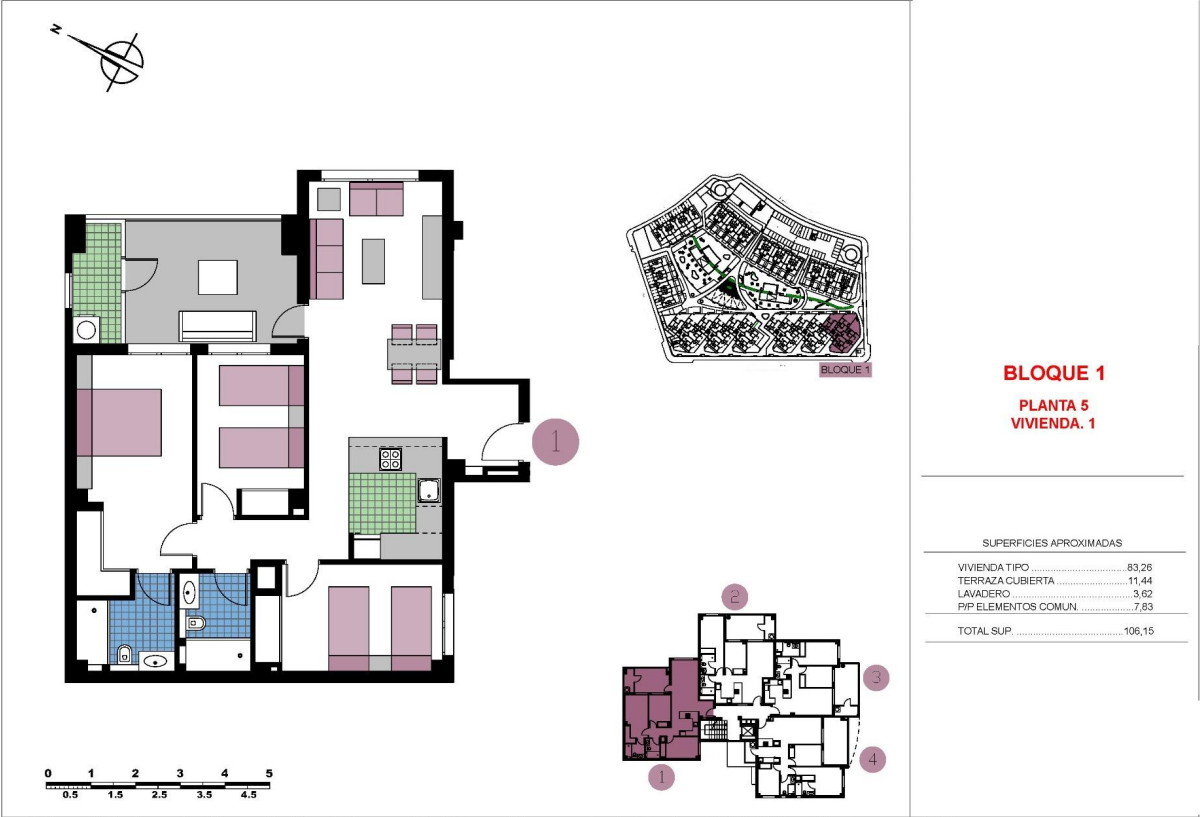 N
1
BLOQUE 1
BLOQUE 1
PLANTA 5
VIVIENDA. 1
SUPERFICIES APROXIMADAS
VIVIENDA TIPO ..............................83,26
TERRAZA CUBIERTA ......................11,44
LAVADERO .......................................3,62
P/P ELEMENTOS COMUN. ................7,83
TOTAL SUP. ..................................106,15
2
3
4
1
0 1 2 3 4 5
0.5 1.5 2.5 3.5 4.5